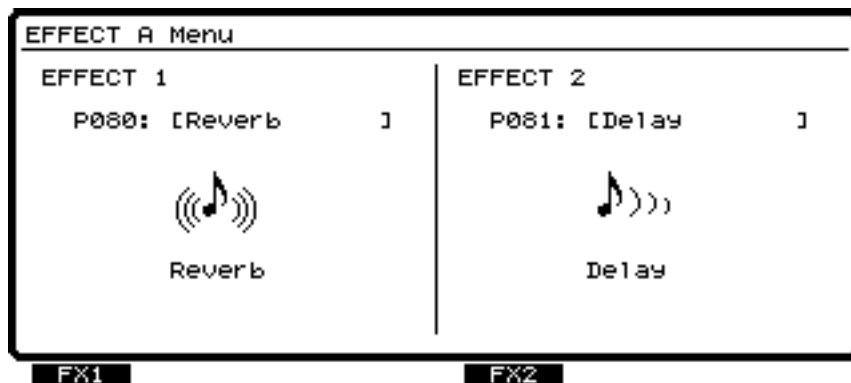 EFFECT A Menu
EFFECT 1
P080: [Reverb ]
Reverb
EFFECT 2
P081: [Delay ]
Delay
FX1
FX2